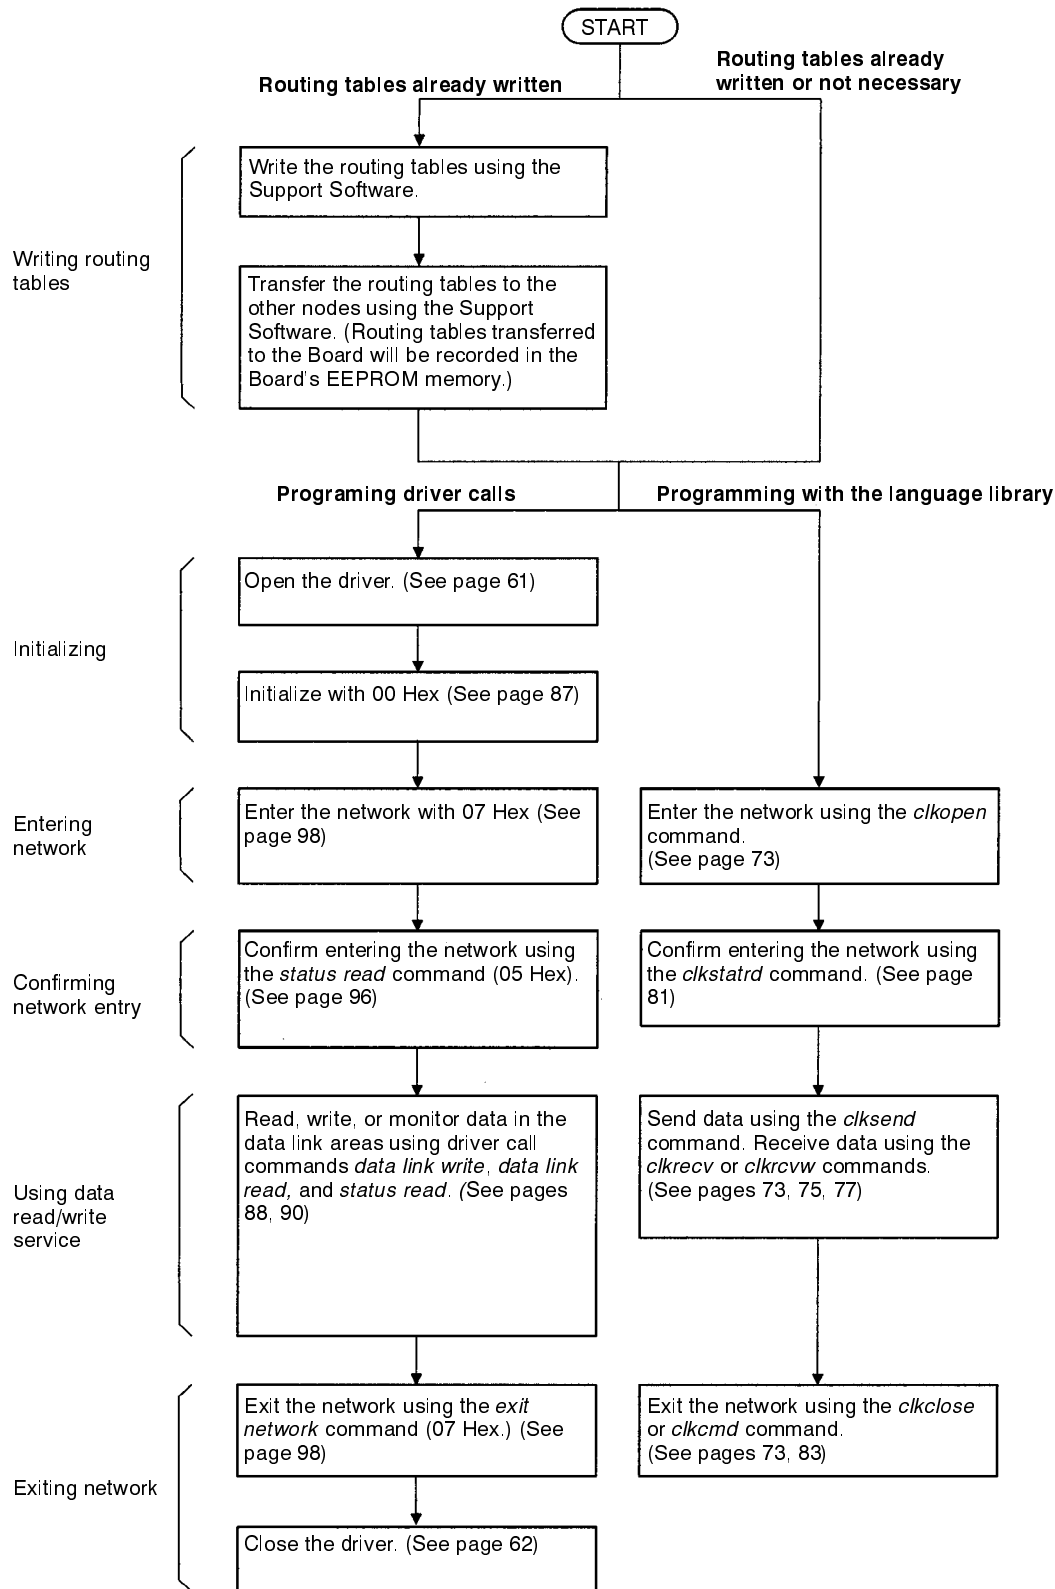 START
Routing tables already
written or not necessary
Routing tables already written
Write the routing tables using the
Support Software.
Writing routing
tables
Transfer the routing tables to the
other nodes using the Support
Software. (Routing tables transferred
to the Board will be recorded in the
Board's EEPROM memory.)
Programing driver calls
Programming with the language library
Open the driver. (See page 61)
Initializing
Initialize with 00 Hex (See page 87)
Entering
network
Enter the network with 07 Hex (See
page 98)
Enter the network using the clkopen
command.
(See page 73)
Confirming
network entry
Confirm entering the network using
the status read command (05 Hex).
(See page 96)
Confirm entering the network using
the clkstatrd command. (See page
81)
Using data
read/write
service
Read, write, or monitor data in the
data link areas using driver call
commands data link write, data link
read, and status read. (See pages
88, 90)
Send data using the clksend
command. Receive data using the
clkrecv or clkrcvw commands.
(See pages 73, 75, 77)
Exiting network
Exit the network using the exit
network command (07 Hex.) (See
page 98)
Exit the network using the clkclose
or clkcmd command.
(See pages 73, 83)
Close the driver. (See page 62)